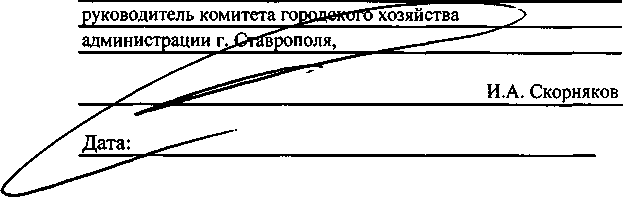 руководитель комитета городского хозяйства
администрации г. Ставрополя,
И.А. Скорняков
Дата: